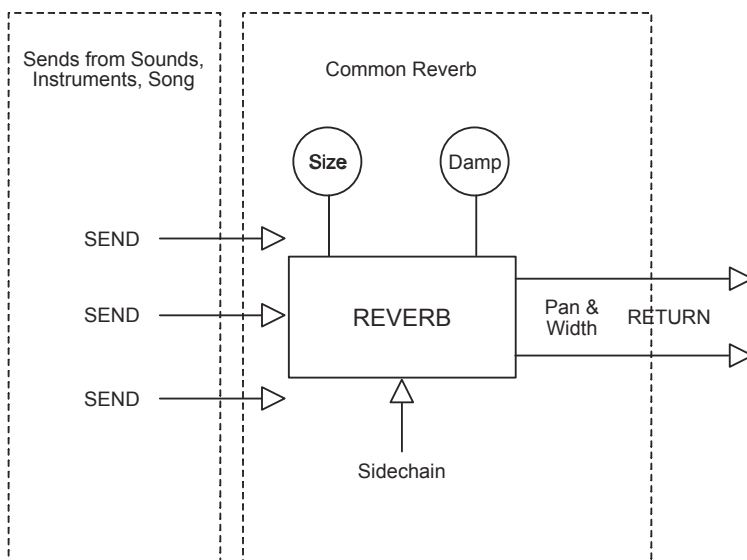 Sends from Sounds,
Instruments, Song
Common Reverb
Size
Damp
SEND
SEND
SEND
REVERB
Pan &
Width
RETURN
Sidechain